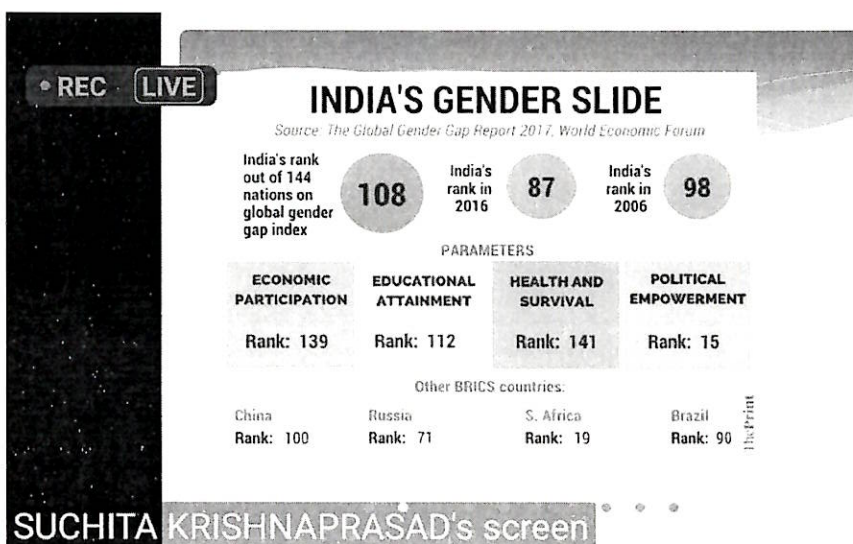 • REC LIVE
INDIA'S GENDER SLIDE
Source: The Global Gender Gap Report 2017, World Economic Forum
India's rank
out of 144
nations on
global gender
gap index
108
India's
rank in
2016
87
India's
rank in
2006
98
PARAMETERS
ECONOMIC
PARTICIPATION
Rank: 139
EDUCATIONAL
ATTAINMENT
Rank: 112
HEALTH AND
SURVIVAL
Rank: 141
POLITICAL
EMPOWERMENT
Rank: 15
Other BRICS countries:
China
Rank: 100
Russia
Rank: 71
S. Africa
Rank: 19
Brazil
Rank: 90
ThePrint
SUCHITA KRISHNAPRASAD's screen